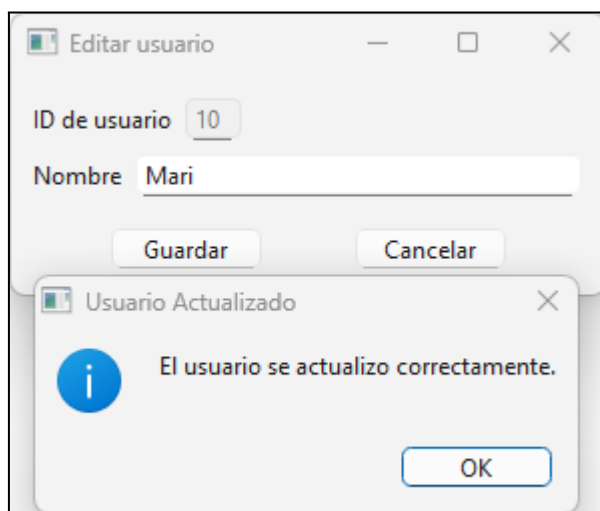 Editar usuario
ID de usuario 10
Nombre Mari
Guardar Cancelar
Usuario Actualizado
El usuario se actualizo correctamente.
OK